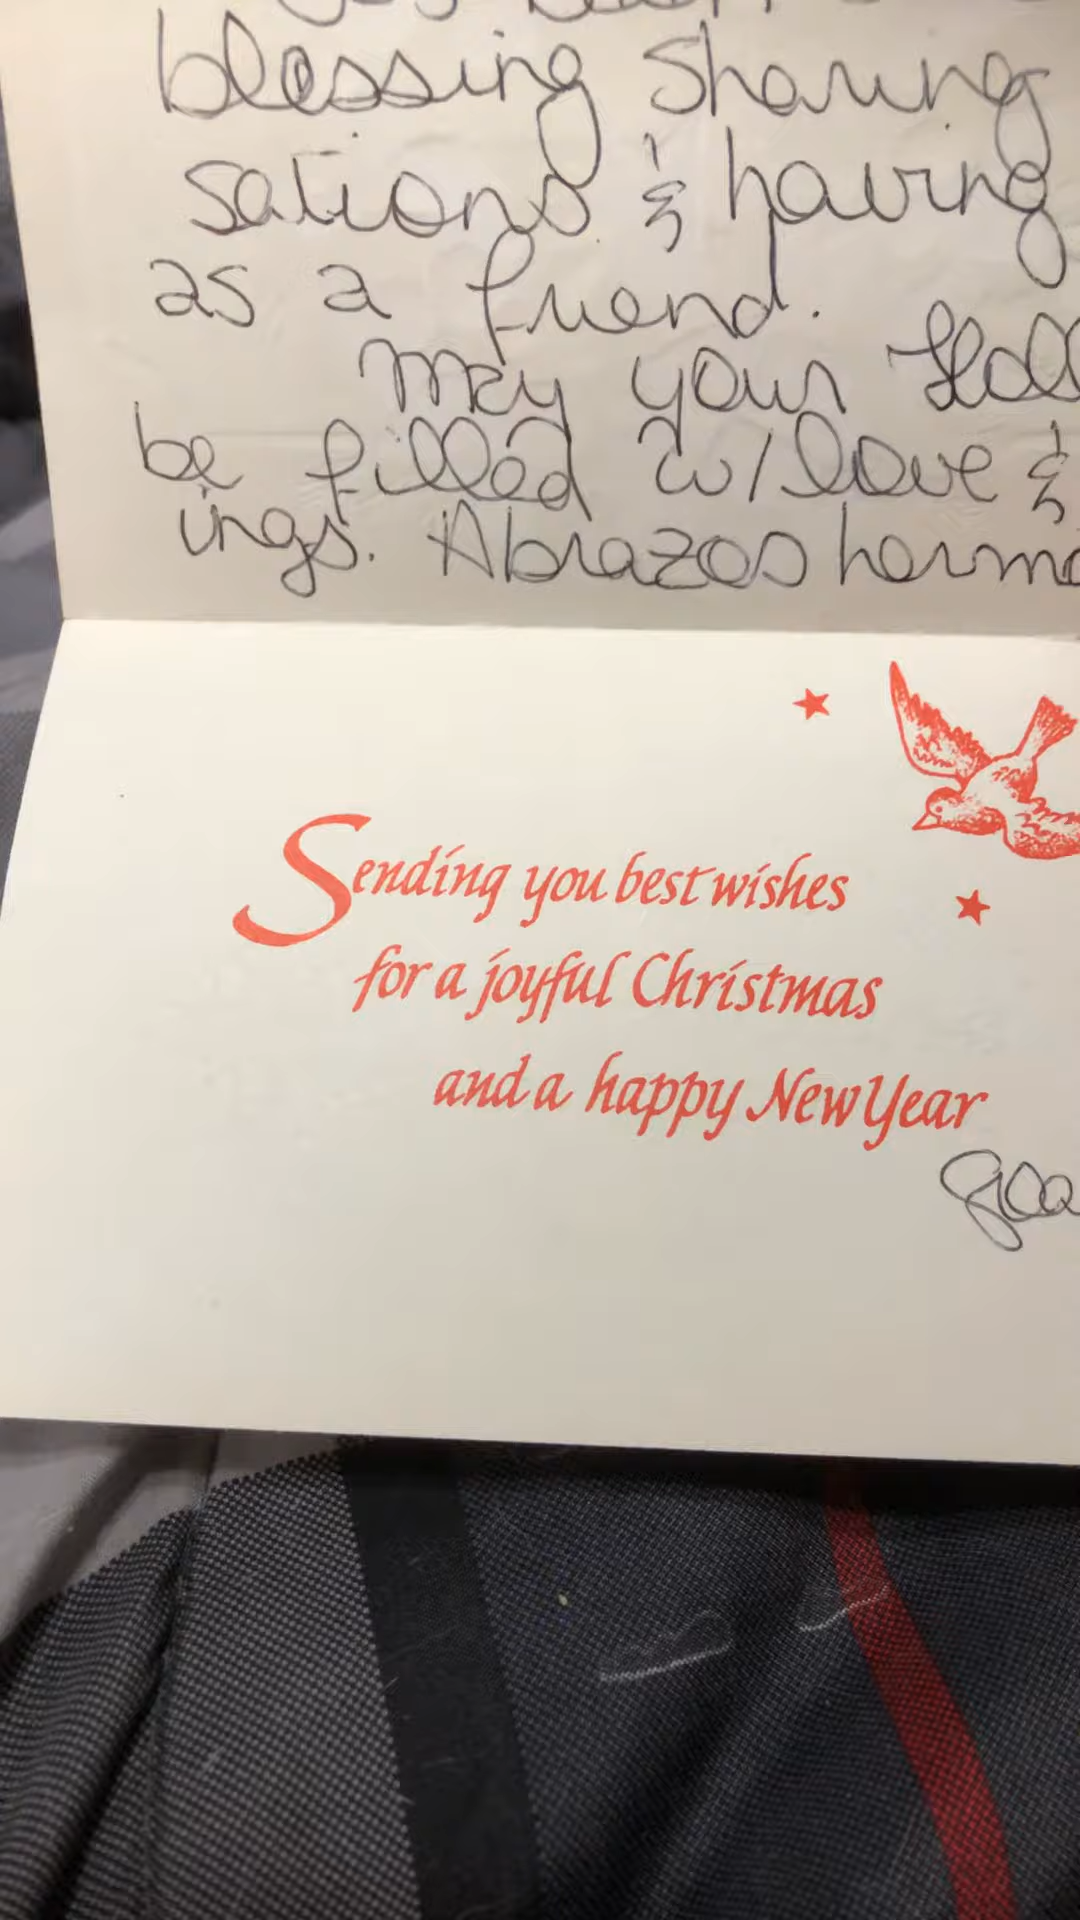 blessing sharing
sations & having
as a friend.
May your
be filled w/ love &
ings. Abrazos
Sending you best wishes
for a joyful Christmas
and a happy New Year